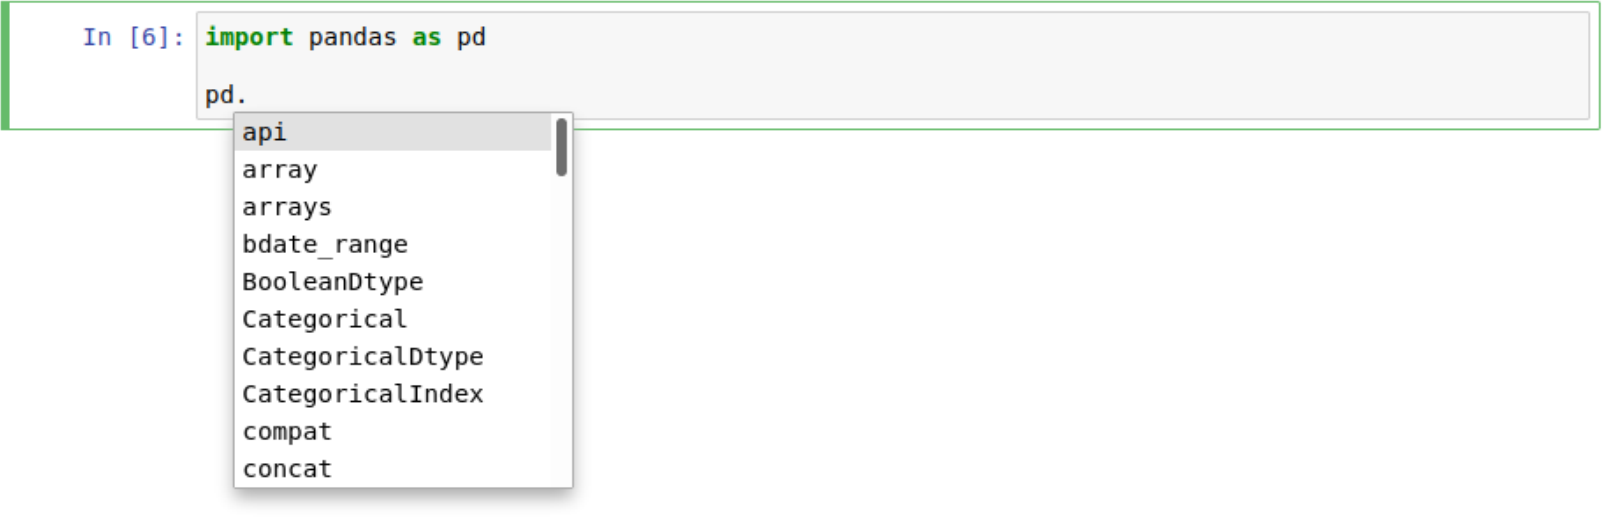 In [6]: import pandas as pd
pd.
api
array
arrays
bdate_range
BooleanDtype
Categorical
CategoricalDtype
CategoricalIndex
compat
concat